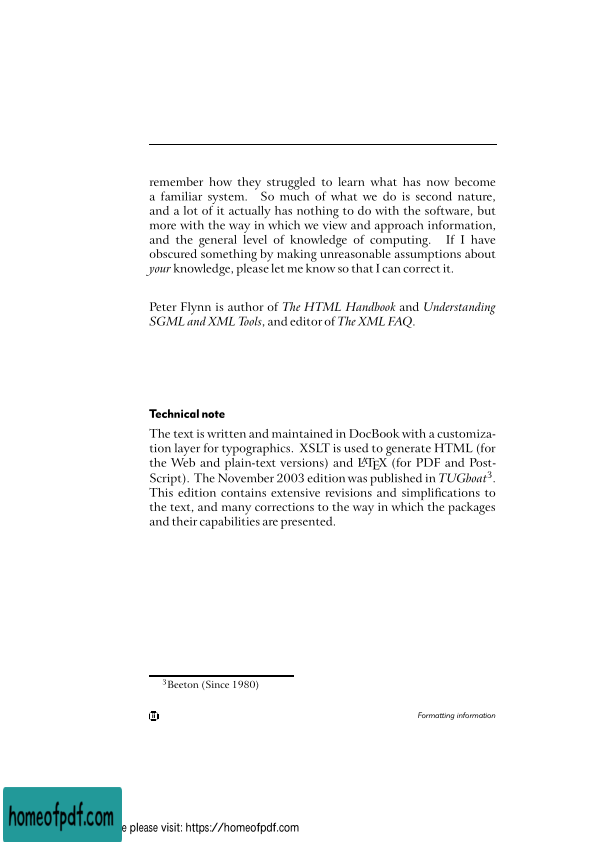 remember how they struggled to learn what has now become
a familiar system. So much of what we do is second nature,
and a lot of it actually has nothing to do with the software, but
more with the way in which we view and approach information,
and the general level of knowledge of computing. If I have
obscured something by making unreasonable assumptions about
your knowledge, please let me know so that I can correct it.
Peter Flynn is author of The HTML Handbook and Understanding
SGML and XML Tools, and editor of The XML FAQ.
Technical note
The text is written and maintained in DocBook with a customiza-
tion layer for typographics. XSLT is used to generate HTML (for
the Web and plain-text versions) and LATEX (for PDF and Post-
Script). The November 2003 edition was published in TUGboat3.
This edition contains extensive revisions and simplifications to
the text, and many corrections to the way in which the packages
and their capabilities are presented.
3Beeton (Since 1980)
Formatting information
homeofpdf.com
e please visit: https://homeofpdf.com